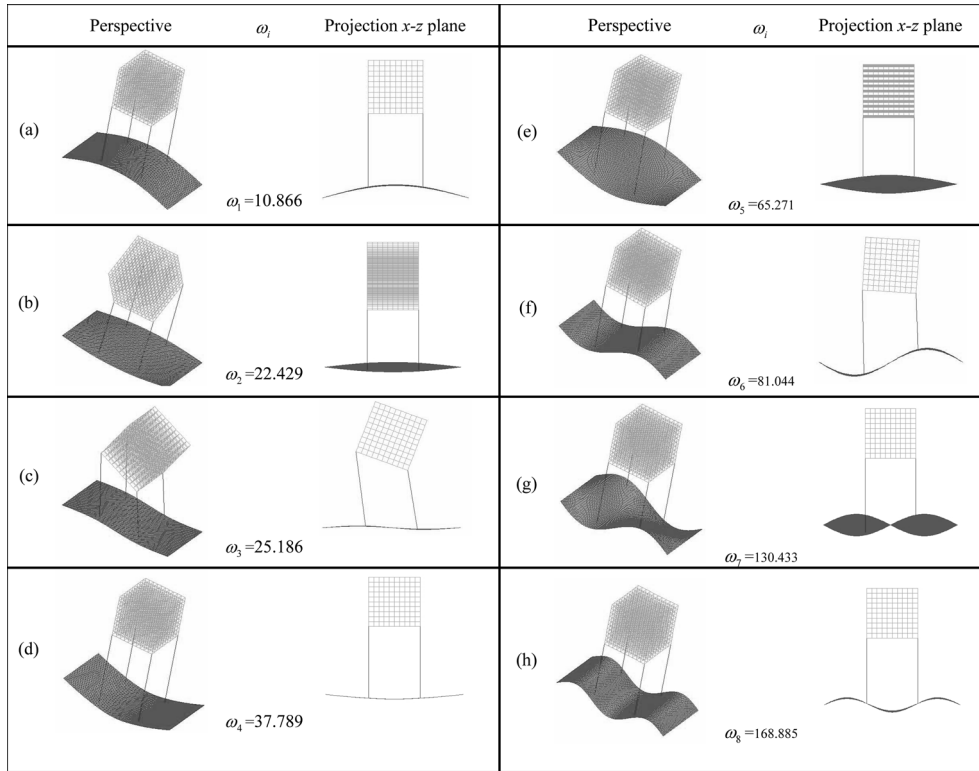 Perspective ωi Projection x-z plane
Perspective ωi Projection x-z plane
(a)
ω1=10.866
(b)
ω2=22.429
(c)
ω3=25.186
(d)
ω4=37.789
(e)
ω5=65.271
(f)
ω6=81.044
(g)
ω7=130.433
(h)
ω8=168.885